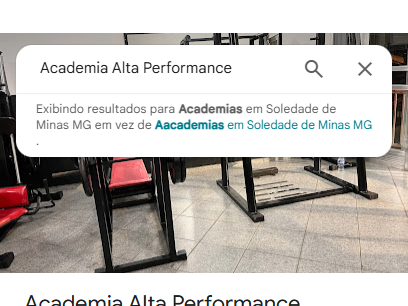 Academia Alta Performance
Exibindo resultados para Academias em Soledade de
Minas MG em vez de Aacademias em Soledade de Minas MG
.
Academia Alta Performance